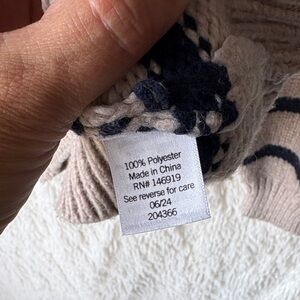 100% Polyester
Made in China
RN# 146919
See reverse for care
06/24
204366